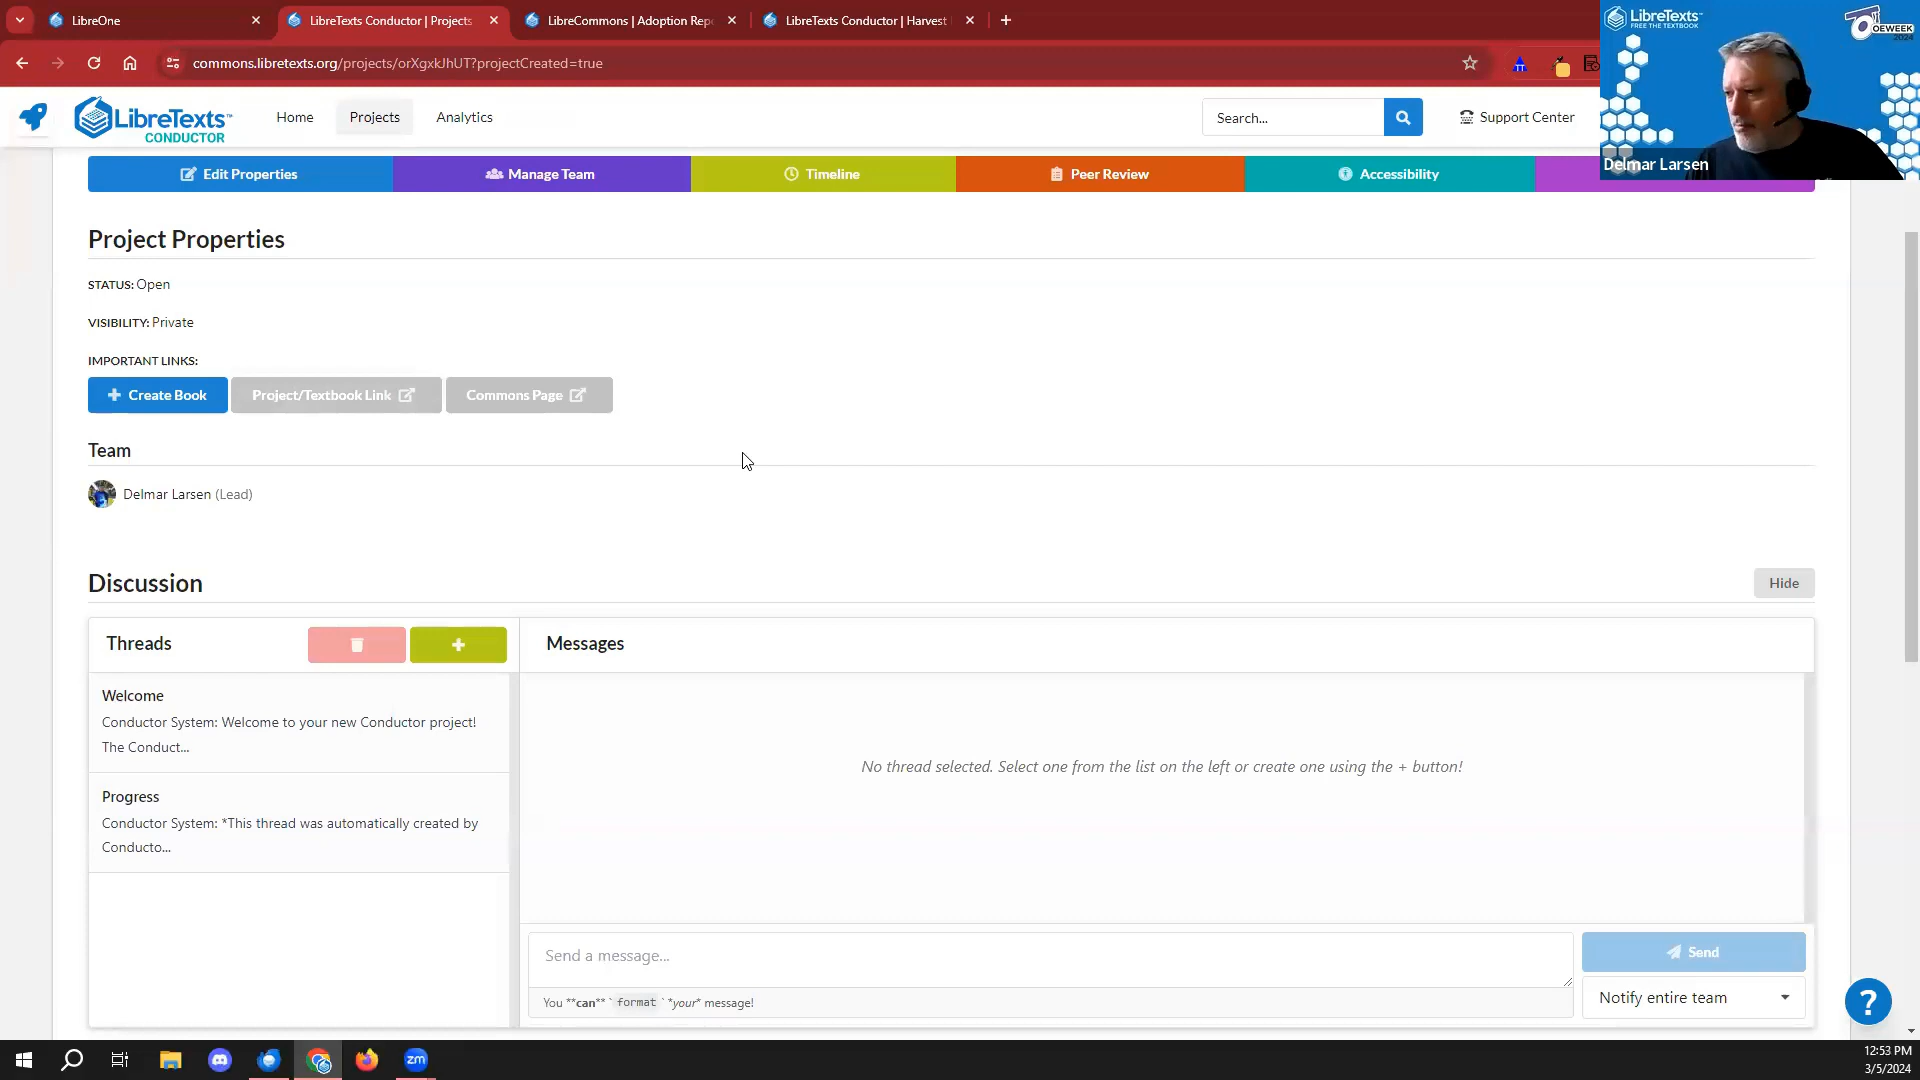 LibreOne
LibreTexts Conductor | Projects
LibreCommons | Adoption Rep
LibreTexts Conductor | Harvest
commons.libretexts.org/projects/orXgxkJhUT?projectCreated=true
LibreTexts
FREE THE TEXTBOOK
OEWEEK
2024
LibreTexts™
CONDUCTOR
Home
Projects
Analytics
Search...
Support Center
Delmar Larsen
Edit Properties
Manage Team
Timeline
Peer Review
Accessibility
Project Properties
STATUS: Open
VISIBILITY: Private
IMPORTANT LINKS:
Create Book
Project/Textbook Link
Commons Page
Team
Delmar Larsen (Lead)
Discussion
Hide
Threads
Messages
Welcome
Conductor System: Welcome to your new Conductor project!
The Conduct...
No thread selected. Select one from the list on the left or create one using the + button!
Progress
Conductor System: *This thread was automatically created by
Conducto...
Send a message...
Send
You **can** `format` *your* message!
Notify entire team
?
zm
12:53 PM
3/5/2024